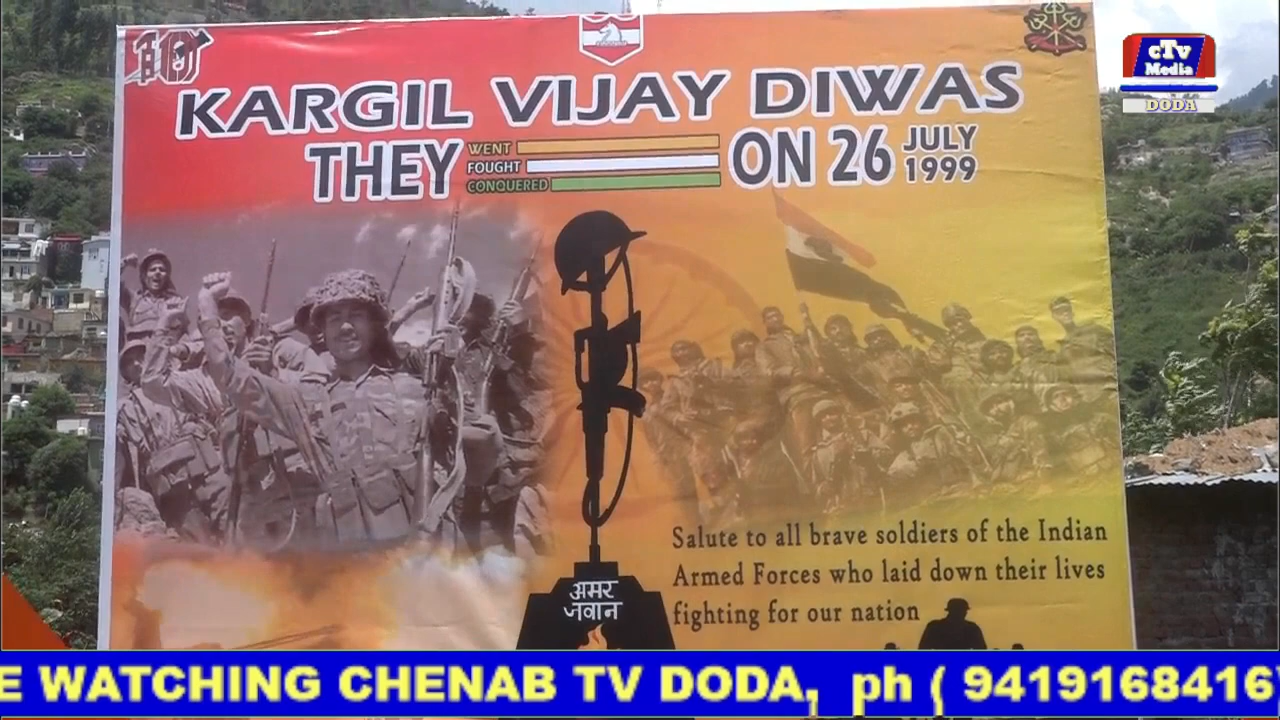 10
cTv
Media
DODA
KARGIL VIJAY DIWAS
THEY WENT FOUGHT CONQUERED ON 26 JULY 1999
Salute to all brave soldiers of the Indian
Armed Forces who laid down their lives
fighting for our nation
अमर
जवान
E WATCHING CHENAB TV DODA, ph ( 9419168416